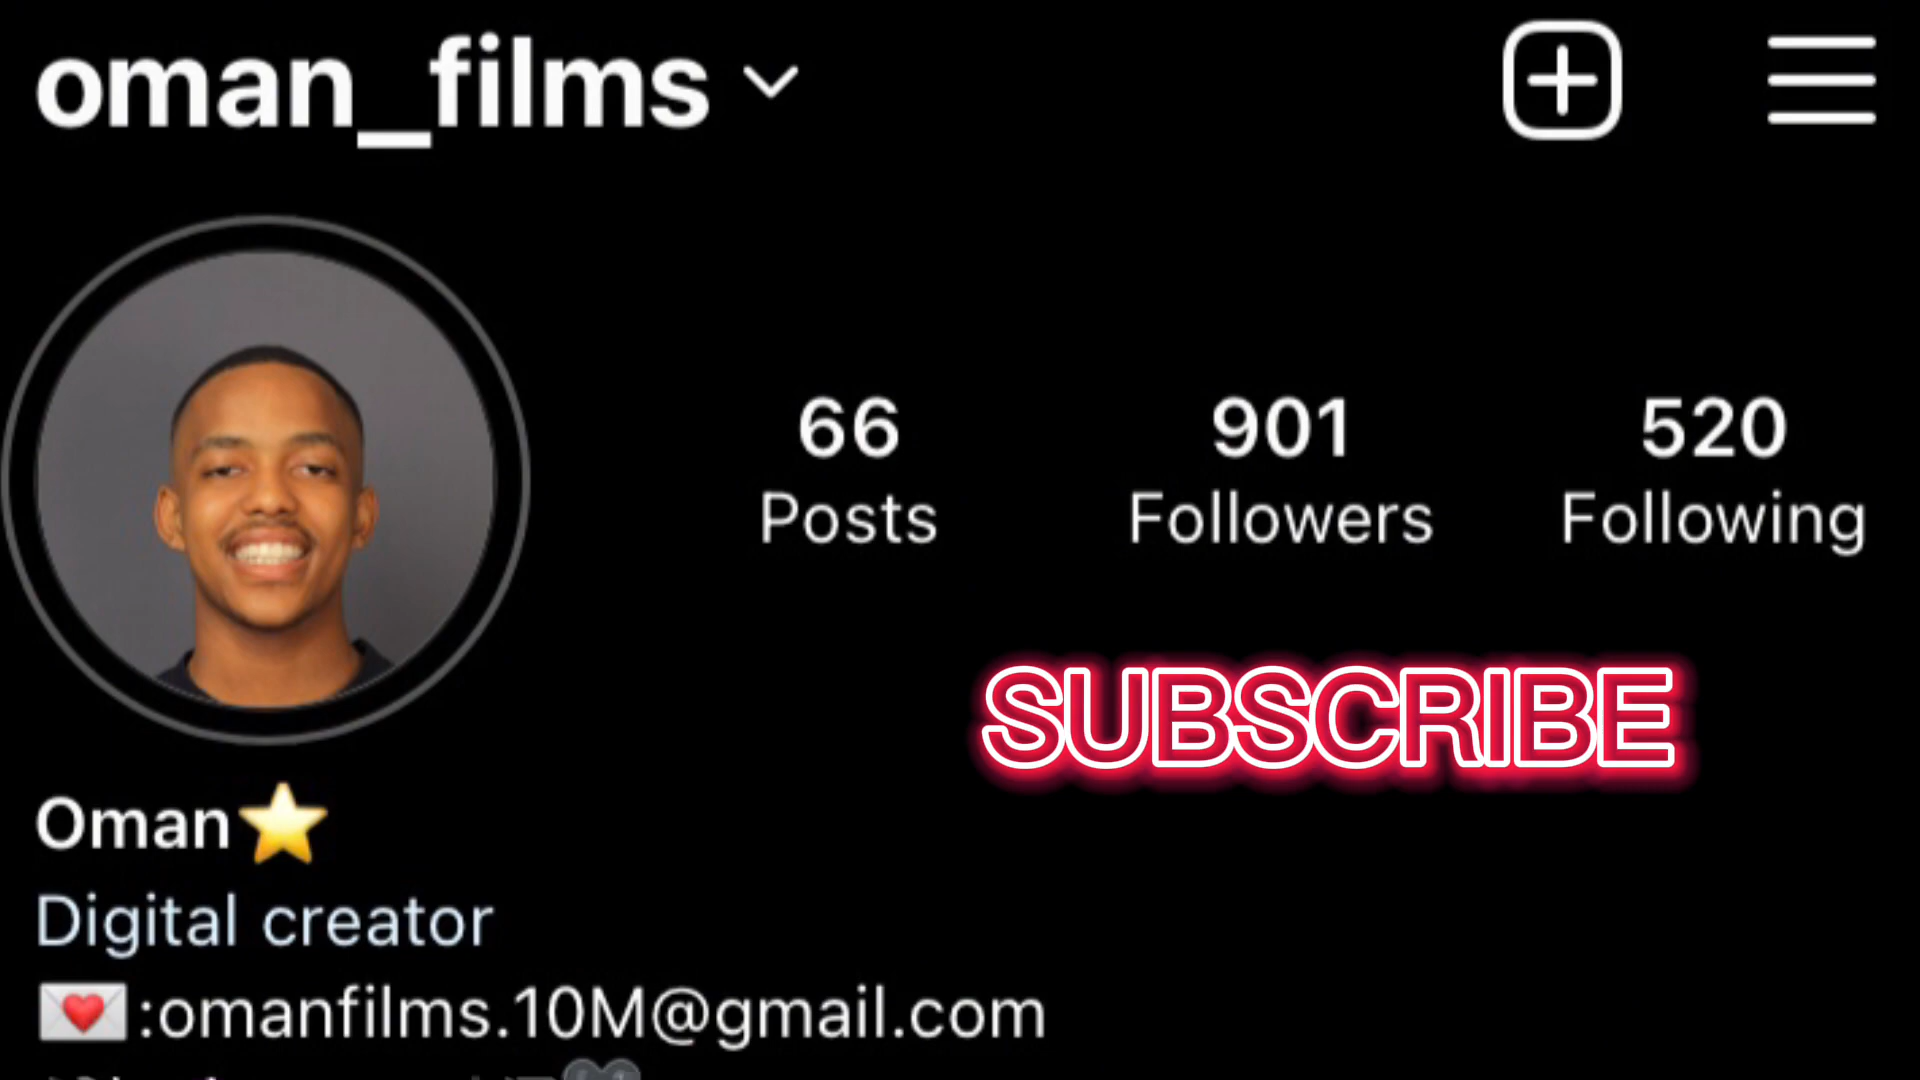 oman_films
66 901 520
Posts Followers Following
SUBSCRIBE
Oman⭐
Digital creator
💌:omanfilms.10M@gmail.com